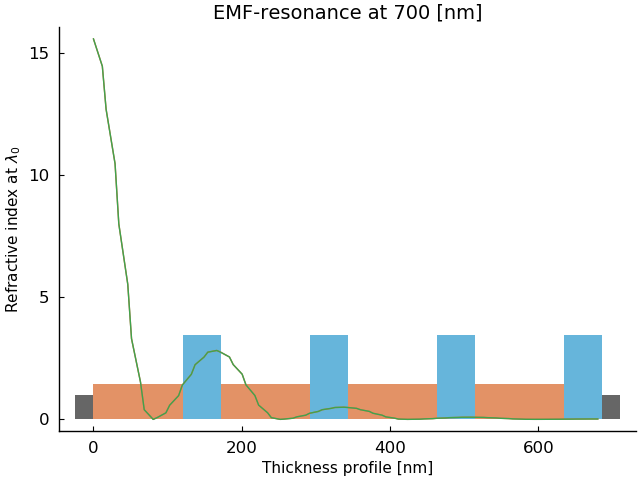 EMF-resonance at 700 [nm]
15
10
5
0
Refractive index at λ₀
0 200 400 600
Thickness profile [nm]